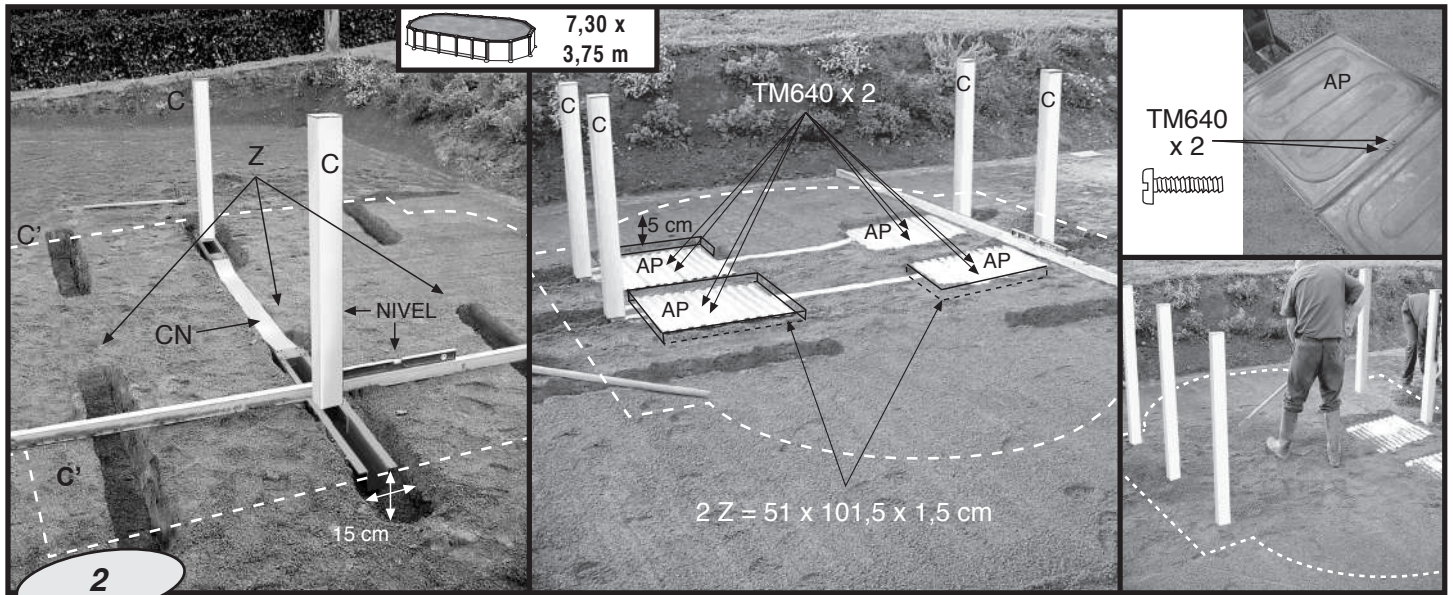 7,30 x
3,75 m
C
C
Z
C'
NIVEL
CN
C'
15 cm
2
TM640 x 2
C
C
C
C
5 cm
AP
AP
AP
AP
2 Z = 51 x 101,5 x 1,5 cm
AP
TM640
x 2